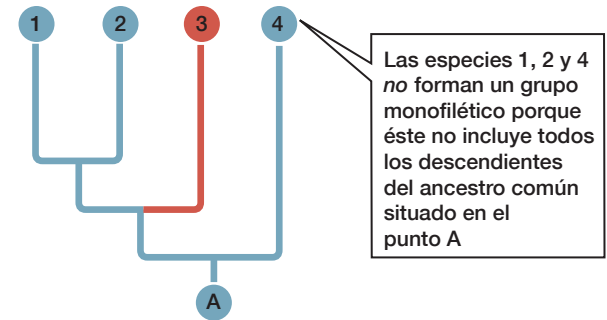 1 2 3 4
Las especies 1, 2 y 4
no forman un grupo
monofilético porque
éste no incluye todos
los descendientes
del ancestro común
situado en el
punto A
A